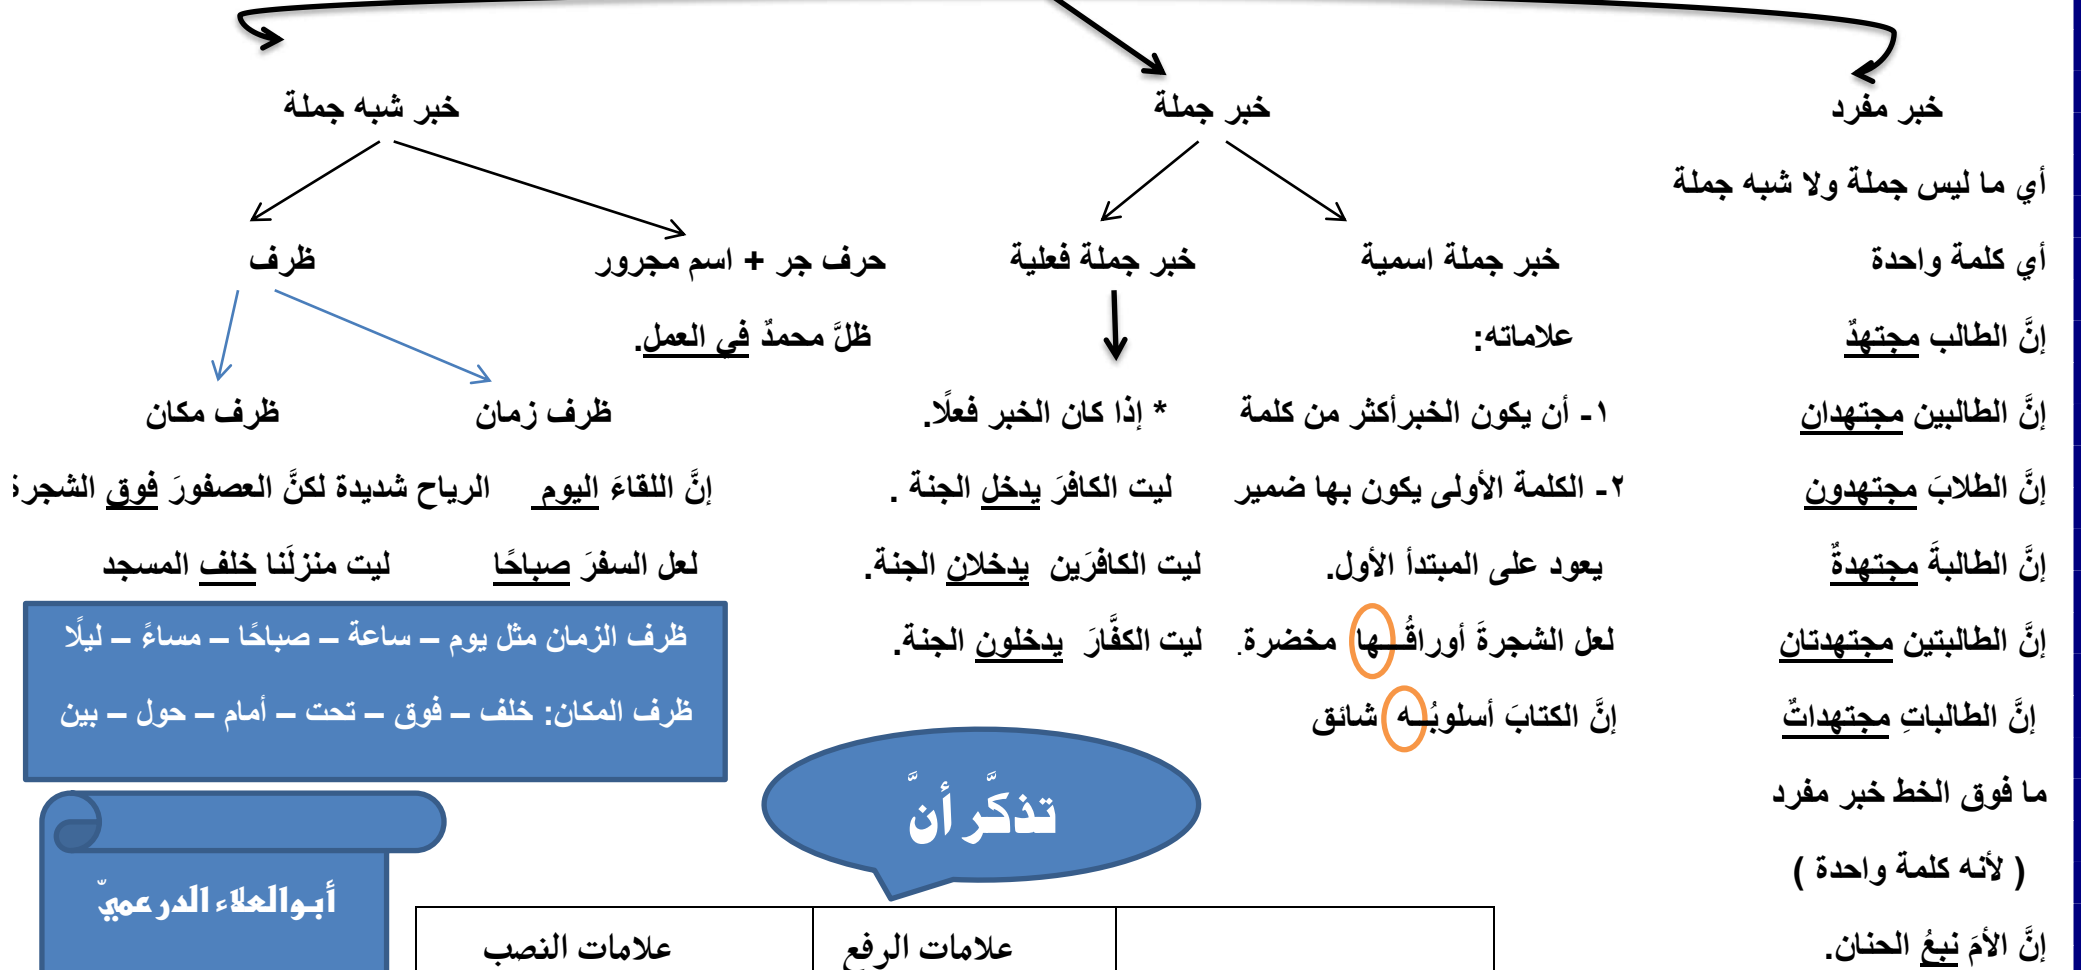 خبر مفرد
خبر جملة
خبر شبه جملة
أي ما ليس جملة ولا شبه جملة
أي كلمة واحدة
إنَّ الطالب مجتهدٌ
إنَّ الطالبين مجتهدان
إنَّ الطلابَ مجتهدون
إنَّ الطالبةَ مجتهدةٌ
إنَّ الطالبتين مجتهدتان
إنَّ الطالباتِ مجتهداتٌ
ما فوق الخط خبر مفرد
( لأنه كلمة واحدة )
إنَّ الأمَ نبعُ الحنان.
خبر جملة اسمية
علاماته:
١- أن يكون الخبرأكثر من كلمة
٢- الكلمة الأولى يكون بها ضمير
يعود على المبتدأ الأول.
لعل الشجرةَ أوراقُـــها مخضرة.
إنَّ الكتابَ أسلوبُــه شائق
خبر جملة فعلية
* إذا كان الخبر فعلًا.
ليت الكافرَ يدخل الجنة .
ليت الكافرَين يدخلان الجنة.
ليت الكفَّارَ يدخلون الجنة.
حرف جر + اسم مجرور
ظلَّ محمدٌ في العمل.
ظرف
ظرف زمان
إنَّ اللقاءَ اليوم
لعل السفرَ صباحًا
ظرف مكان
الرياح شديدة لكنَّ العصفورَ فوق الشجرة
ليت منزلَنا خلف المسجد
ظرف الزمان مثل يوم – ساعة – صباحًا – مساءً – ليلًا
ظرف المكان: خلف – فوق – تحت – أمام – حول – بين
تذكَّر أنَّ
أبوالعلاء الدرعميّ
علامات الرفع
علامات النصب